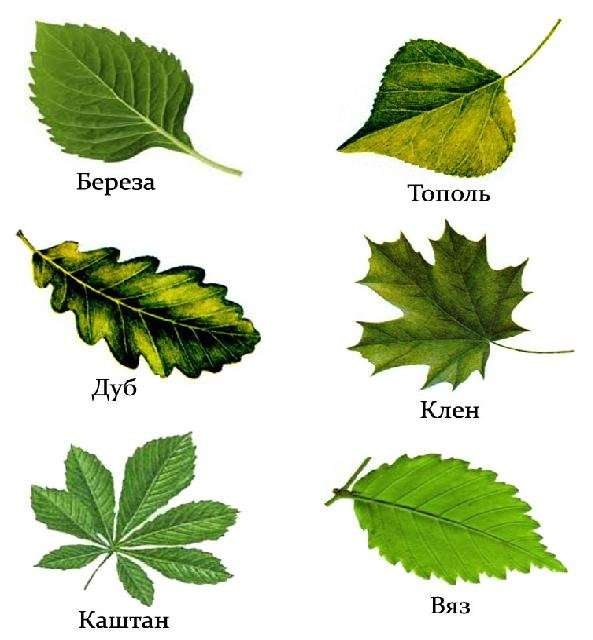 Береза
Тополь
Дуб
Клен
Каштан
Вяз